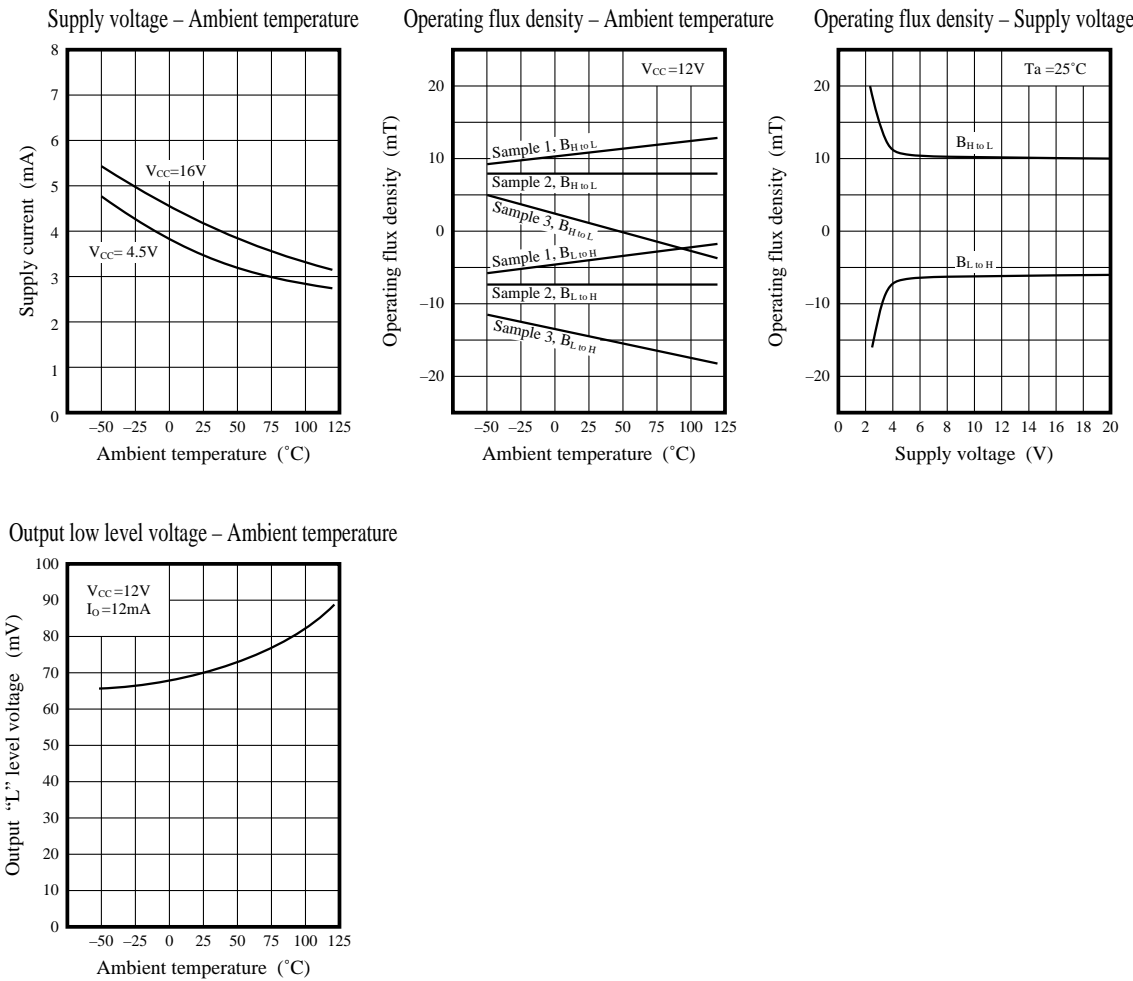 Supply voltage – Ambient temperature
8
7
6
5
4
3
2
1
0
Supply current (mA)
VCC=16V
VCC= 4.5V
–50 –25 0 25 50 75 100 125
Ambient temperature (˚C)
Operating flux density – Ambient temperature
20
10
0
–10
–20
Operating flux density (mT)
VCC=12V
Sample 1, BH to L
Sample 2, BH to L
Sample 3, BH to L
Sample 1, BL to H
Sample 2, BL to H
Sample 3, BL to H
–50 –25 0 25 50 75 100 125
Ambient temperature (˚C)
Operating flux density – Supply voltage
20
10
0
–10
–20
Operating flux density (mT)
Ta =25˚C
BH to L
BL to H
0 2 4 6 8 10 12 14 16 18 20
Supply voltage (V)
Output low level voltage – Ambient temperature
100
90
80
70
60
50
40
30
20
10
0
Output “L” level voltage (mV)
VCC=12V
IO=12mA
–50 –25 0 25 50 75 100 125
Ambient temperature (˚C)